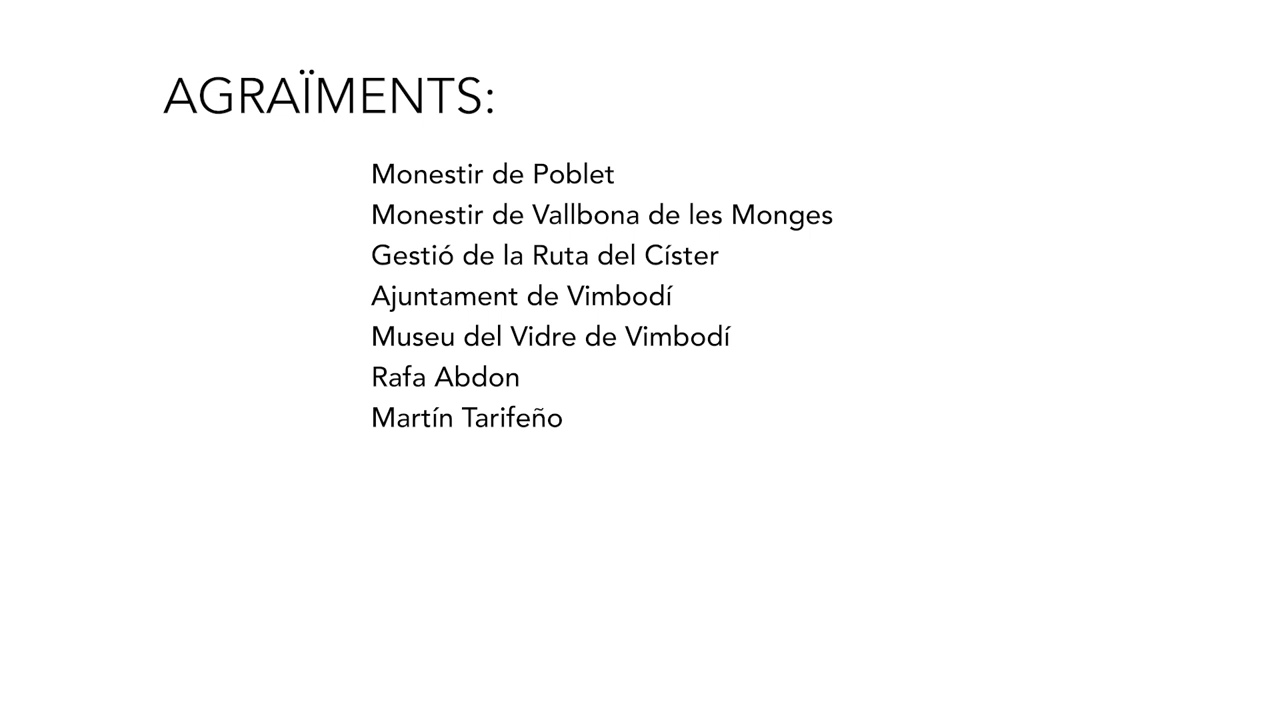 AGRAÏMENTS:
Monestir de Poblet
Monestir de Vallbona de les Monges
Gestió de la Ruta del Císter
Ajuntament de Vimbodí
Museu del Vidre de Vimbodí
Rafa Abdon
Martín Tarifeño